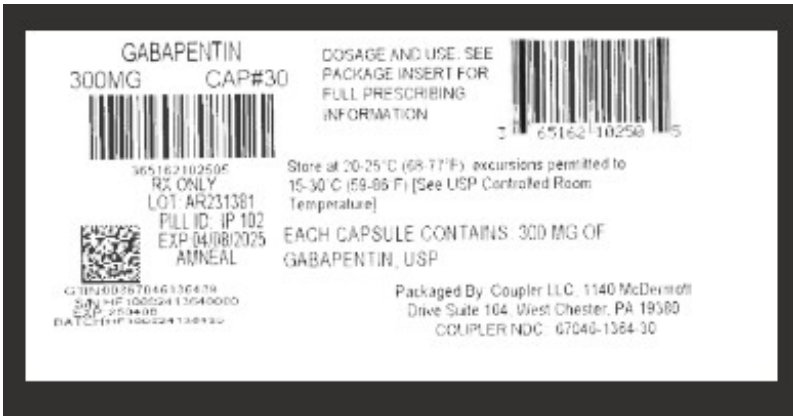 GABAPENTIN
300MG CAP#30
365162102505
RX ONLY
LOT: AR231381
PILL ID: IP 102
EXP:04/08/2025
AMNEAL
EXP: 250408
DOSAGE AND USE: SEE
PACKAGE INSERT FOR
FULL PRESCRIBING
INFORMATION
3 65162 10250 5
Store at 20-25°C (68-77°F), excursions permitted to
15-30°C (59-86°F) [See USP Controlled Room
Temperature]
EACH CAPSULE CONTAINS: 300 MG OF
GABAPENTIN, USP
Packaged By: Coupler LLC, 1140 McDermott
Drive Suite 104, West Chester, PA 19380
COUPLER NDC: 67046-1364-30